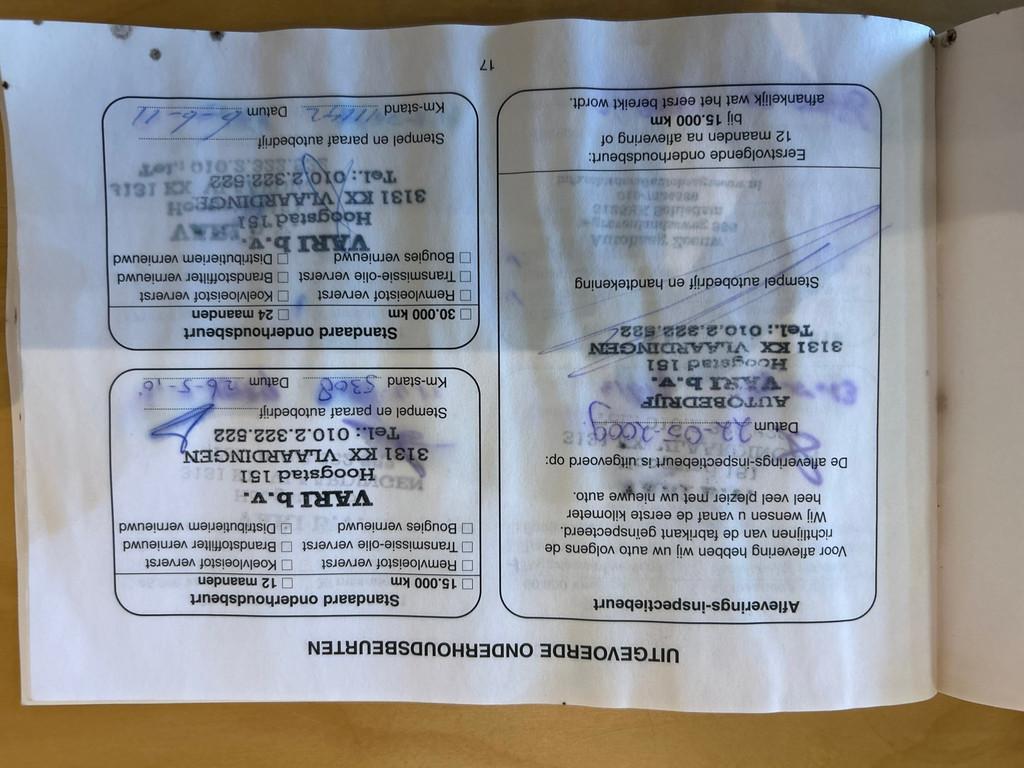 UITGEVOERDE ONDERHOUDSBEURTEN
Afleverings-inspectiebeurt
Voor aflevering hebben wij uw auto volgens de
richtlijnen van de fabrikant geïnspecteerd.
Wij wensen u vanaf de eerste kilometer
heel veel plezier met uw nieuwe auto.
De afleverings-inspectiebeurt is uitgevoerd op:
Datum 22-05-2009
AUTOBEDRIJF
VARI b.v.
Hoogstad 151
3131 KX VLAARDINGEN
Tel.: 010.2.322.522
Stempel autobedrijf en handtekening
Eerstvolgende onderhoudsbeurt:
12 maanden na aflevering of
bij 15.000 km
afhankelijk wat het eerst bereikt wordt.
Standaard onderhoudsbeurt
15.000 km 12 maanden
Remvloeistof ververst Koelvloeistof ververst
Transmissie-olie ververst Brandstoffilter vernieuwd
Bougies vernieuwd Distributieriem vernieuwd
VARI b.v.
Hoogstad 151
3131 KX VLAARDINGEN
Tel.: 010.2.322.522
Stempel en paraaf autobedrijf
Km-stand 5308 Datum 26-5-10
Standaard onderhoudsbeurt
30.000 km 24 maanden
Remvloeistof ververst Koelvloeistof ververst
Transmissie-olie ververst Brandstoffilter vernieuwd
Bougies vernieuwd Distributieriem vernieuwd
VARI b.v.
Hoogstad 151
3131 KX VLAARDINGEN
Tel.: 010.2.322.522
Stempel en paraaf autobedrijf
Km-stand Datum 6-6-11
17